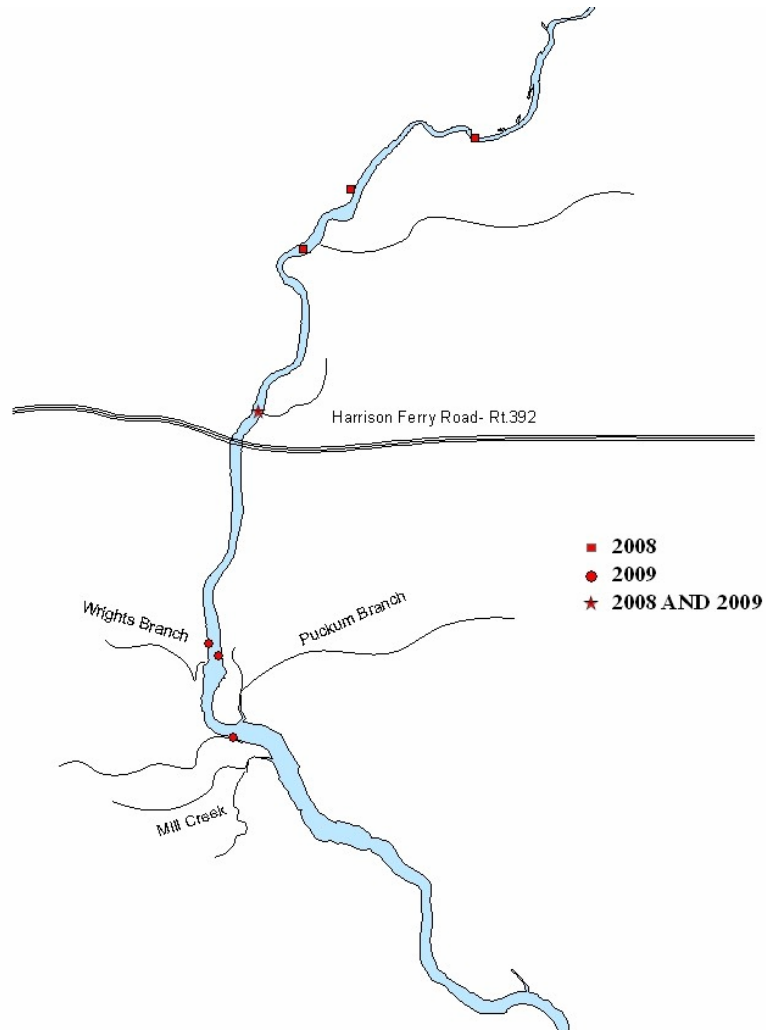 Harrison Ferry Road- Rt.392
2008
2009
2008 AND 2009
Wrights Branch
Puckum Branch
Mill Creek